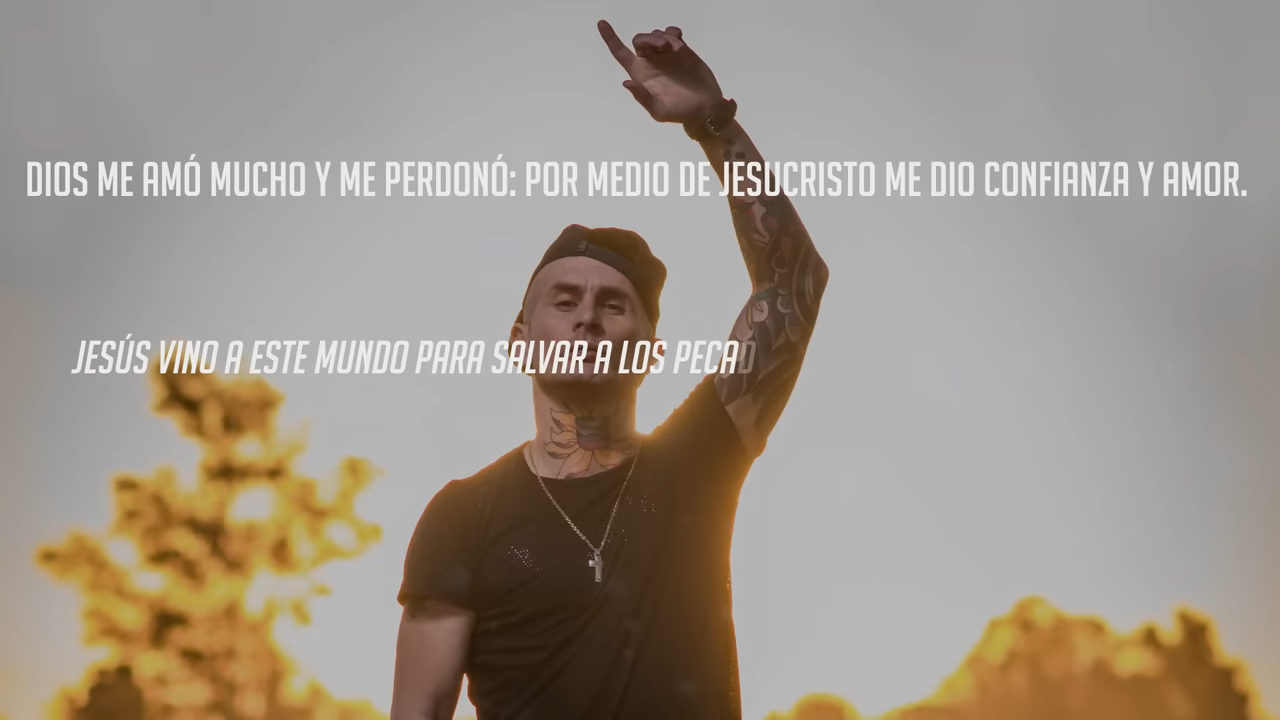 DIOS ME AMÓ MUCHO Y ME PERDONÓ: POR MEDIO DE JESUCRISTO ME DIO CONFIANZA Y AMOR.
JESÚS VINO A ESTE MUNDO PARA SALVAR A LOS PECAD